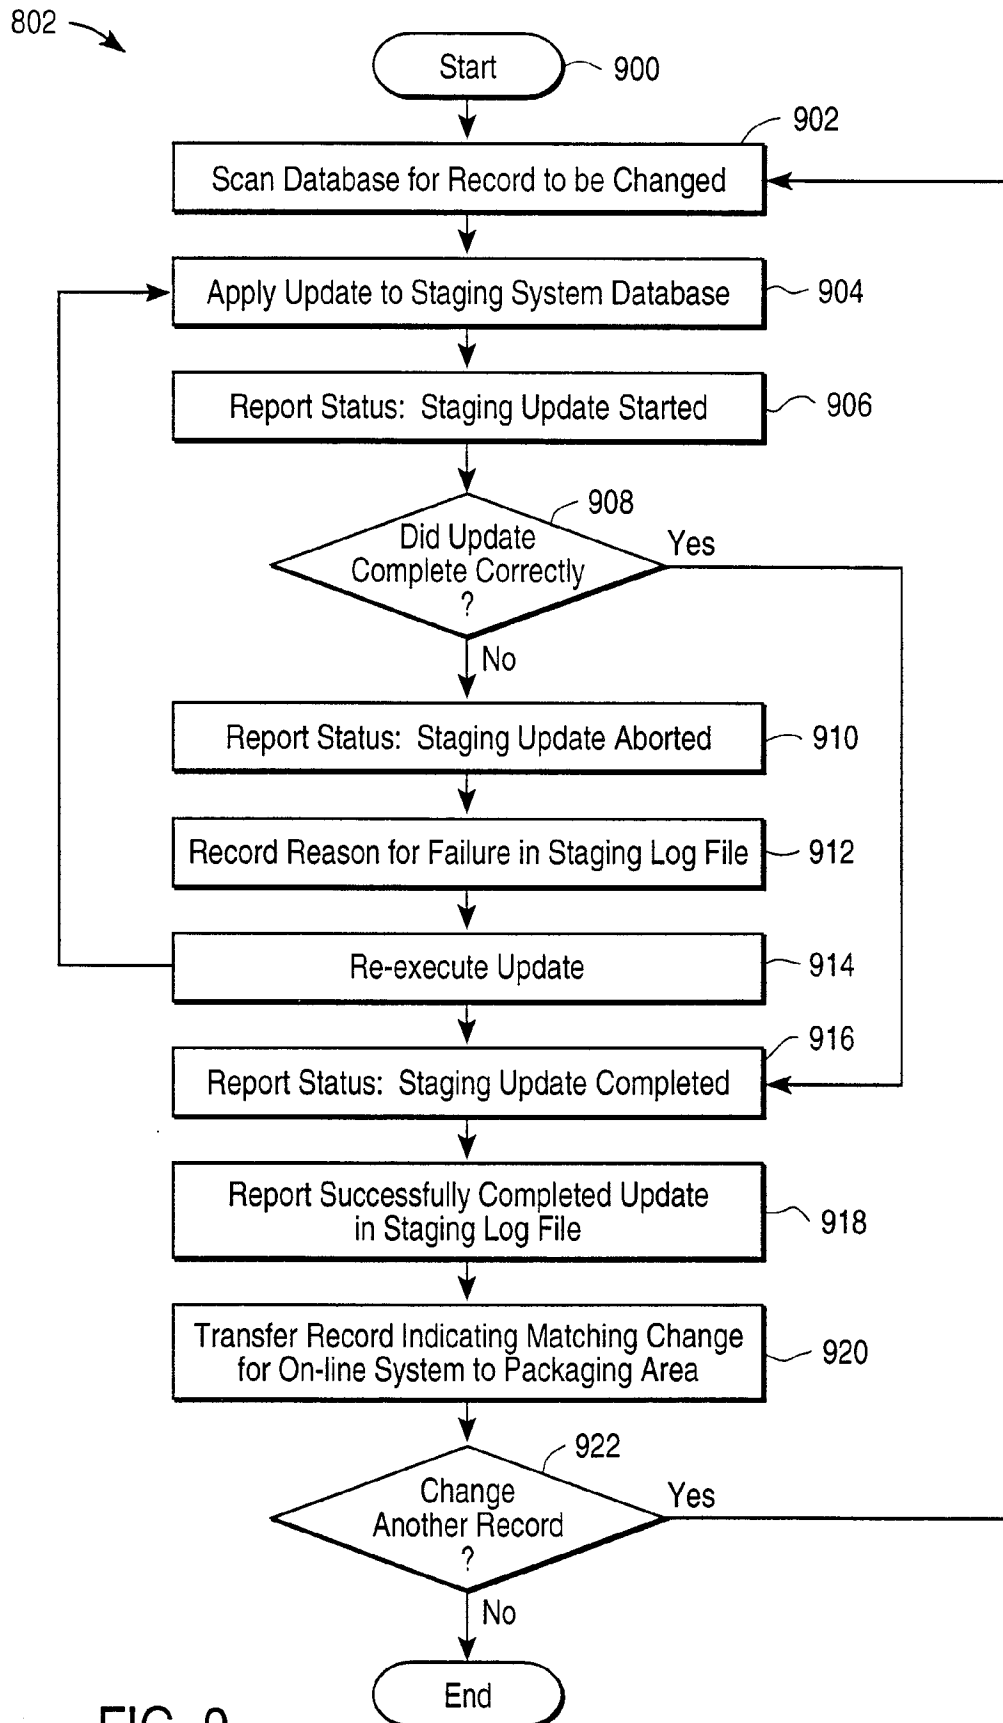 802
Start
900
902
Scan Database for Record to be Changed
Apply Update to Staging System Database
904
Report Status: Staging Update Started
906
908
Did Update
Complete Correctly
?
Yes
No
Report Status: Staging Update Aborted
910
Record Reason for Failure in Staging Log File
912
Re-execute Update
914
916
Report Status: Staging Update Completed
Report Successfully Completed Update
in Staging Log File
918
Transfer Record Indicating Matching Change
for On-line System to Packaging Area
920
922
Change
Another Record
?
Yes
No
End
FIG. 9